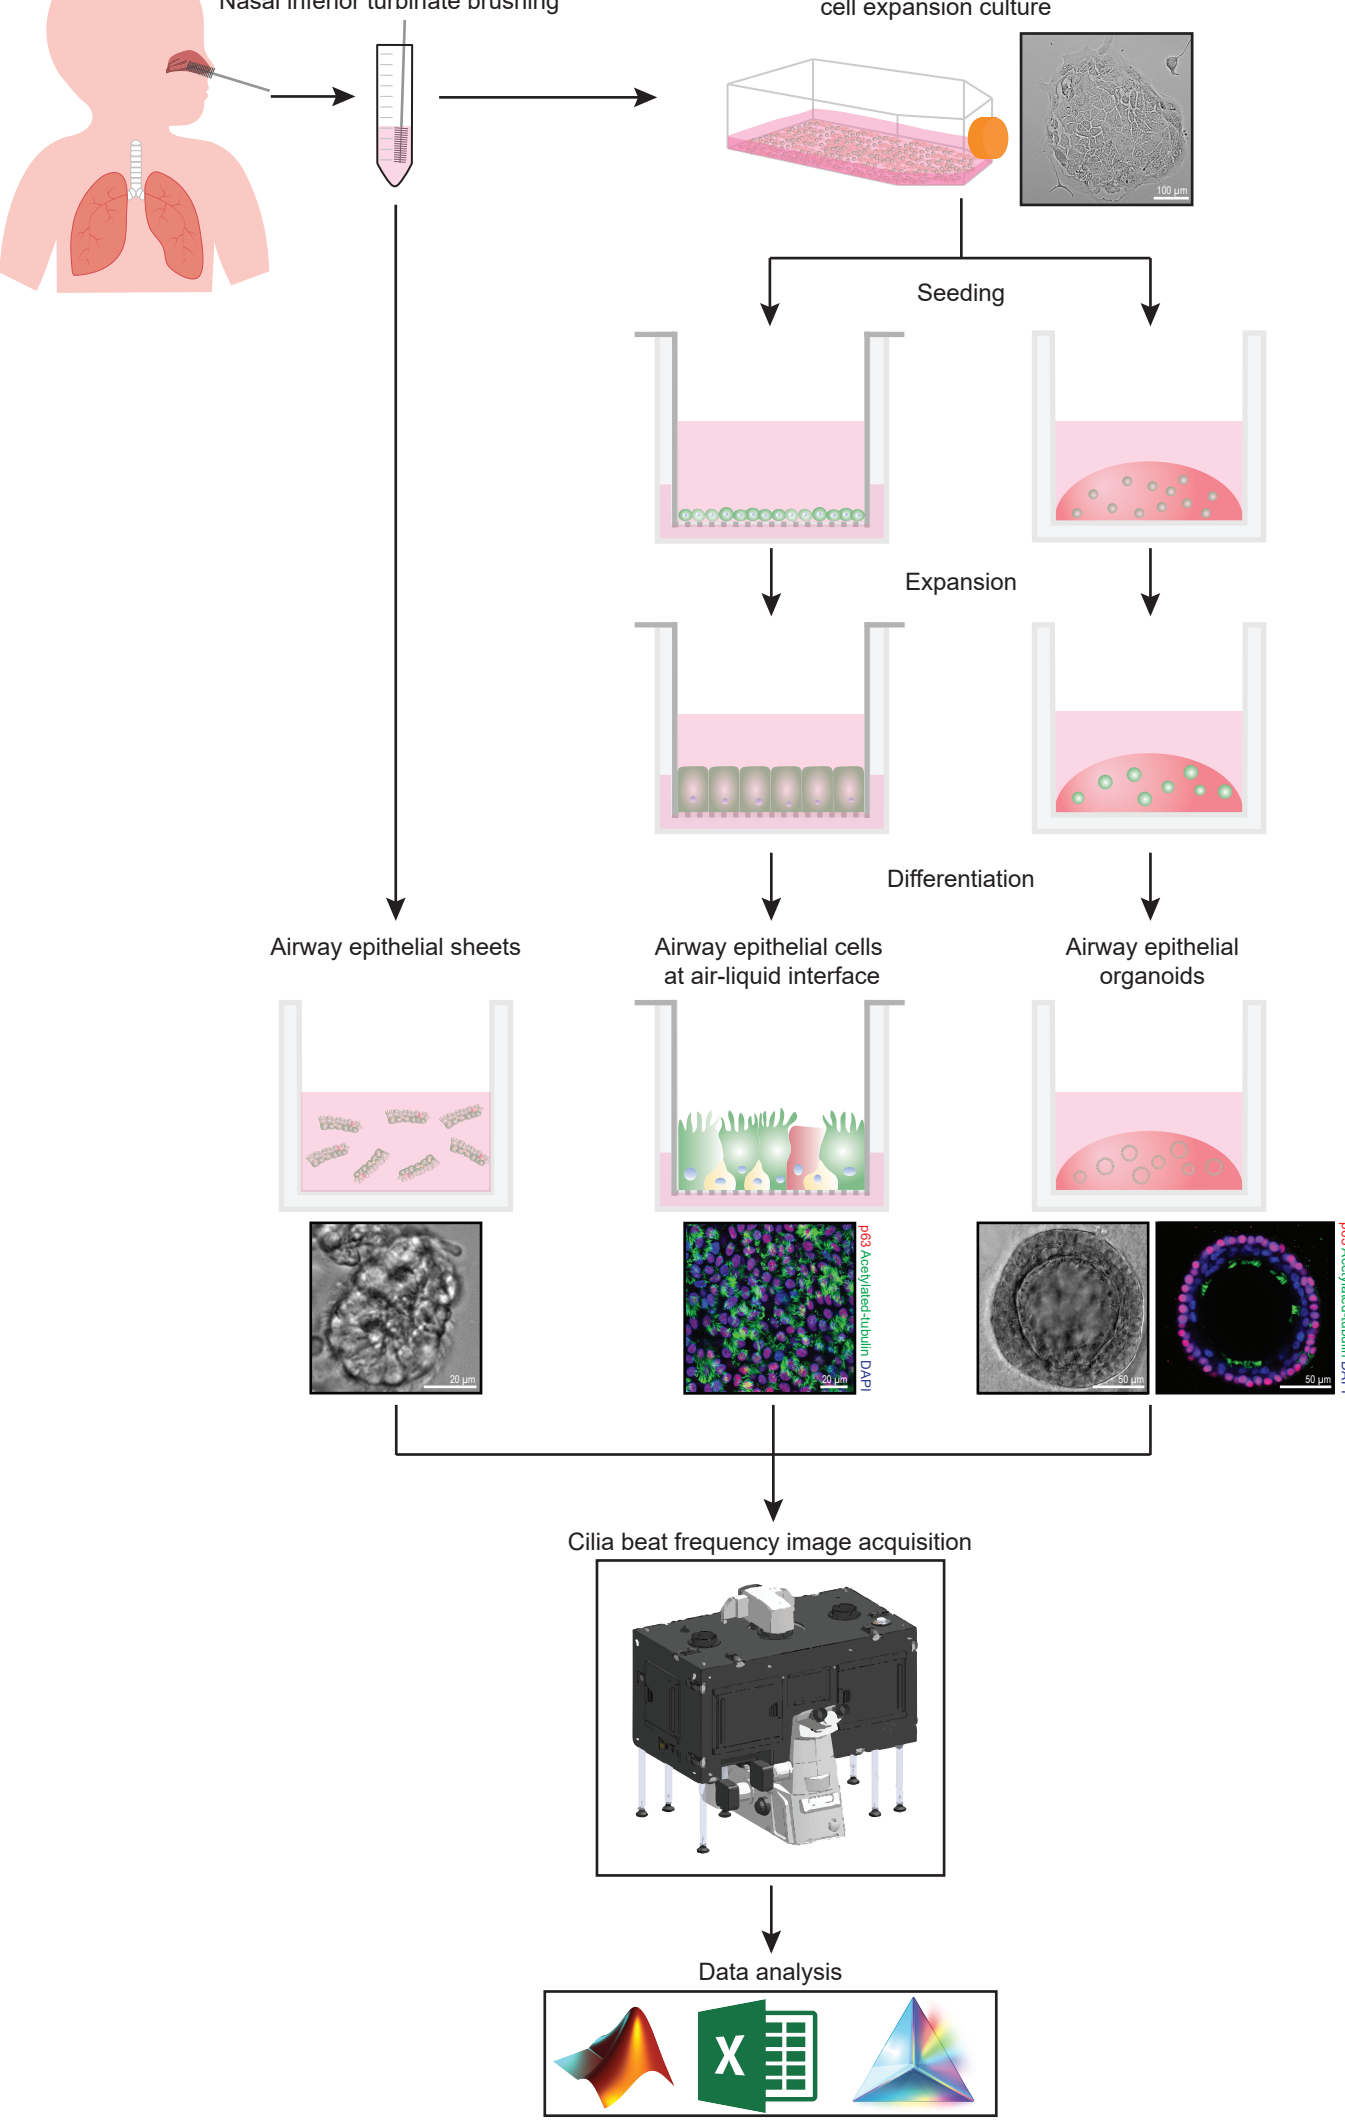 Nasal inferior turbinate brushing
cell expansion culture
100 µm
Seeding
Expansion
Differentiation
Airway epithelial sheets
Airway epithelial cells
at air-liquid interface
Airway epithelial
organoids
20 µm
20 µm
p63 Acetylated-tubulin DAPI
50 µm
50 µm
Cilia beat frequency image acquisition
Data analysis
X